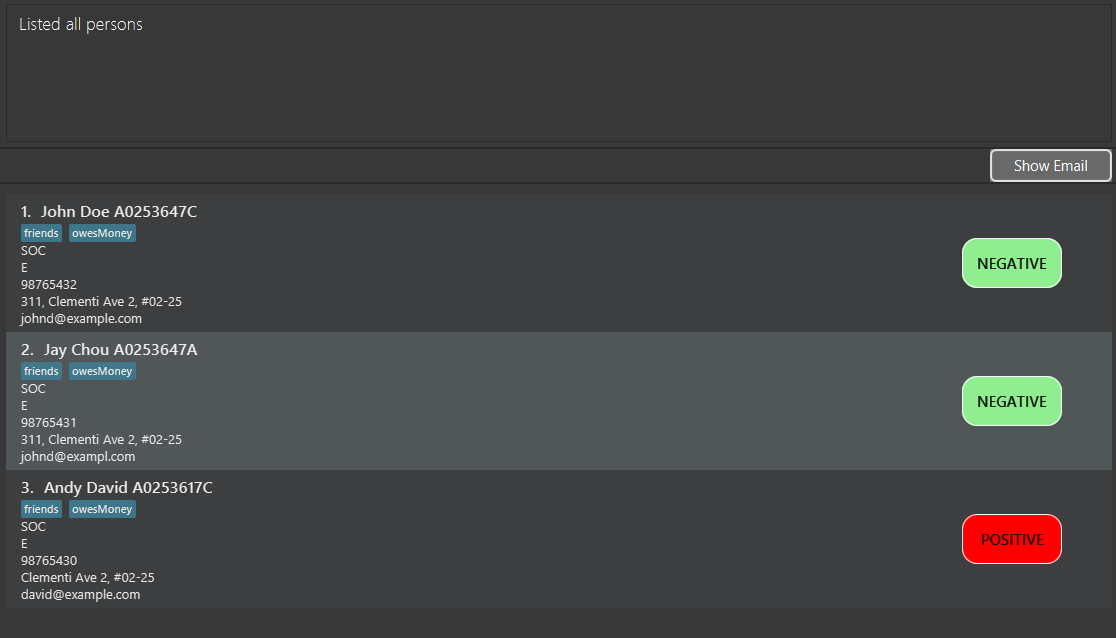 Listed all persons
Show Email
1. John Doe A0253647C
friends owesMoney
SOC
E
98765432
311, Clementi Ave 2, #02-25
johnd@example.com
NEGATIVE
2. Jay Chou A0253647A
friends owesMoney
SOC
E
98765431
311, Clementi Ave 2, #02-25
johnd@exampl.com
NEGATIVE
3. Andy David A0253617C
friends owesMoney
SOC
E
98765430
Clementi Ave 2, #02-25
david@example.com
POSITIVE